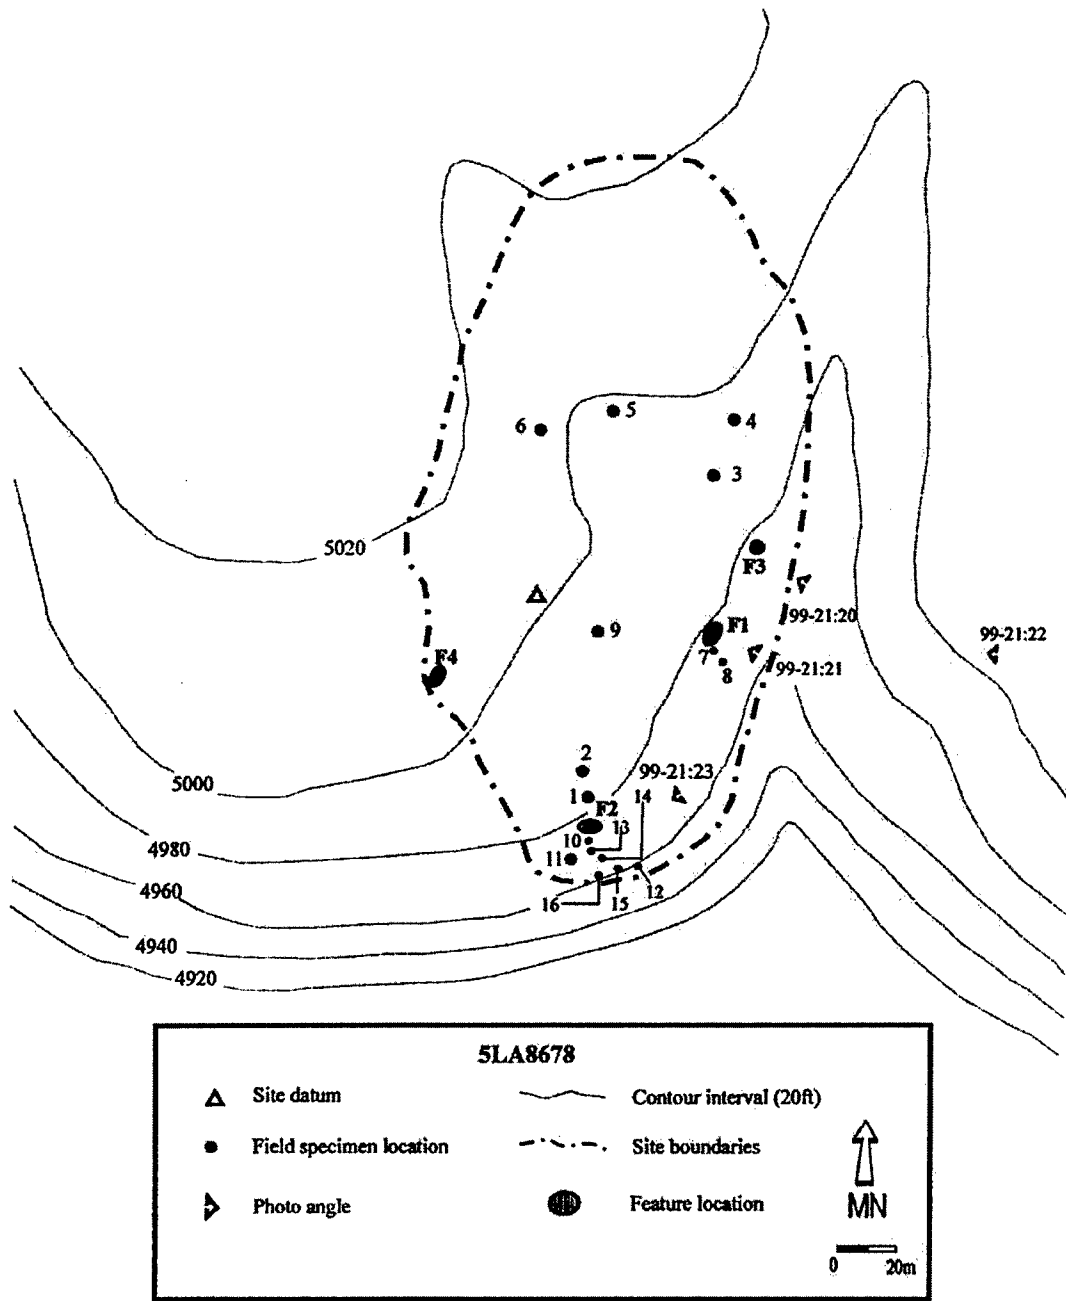 5
6
4
3
5020
F3
99-21:20
9
F1
99-21:22
F4
7
8
99-21:21
2
99-21:23
5000
1
F2
14
13
4980
10
11
4960
16
15
12
4940
4920
5LA8678
Site datum
Contour interval (20ft)
Field specimen location
Site boundaries
Photo angle
Feature location
MN
0 20m